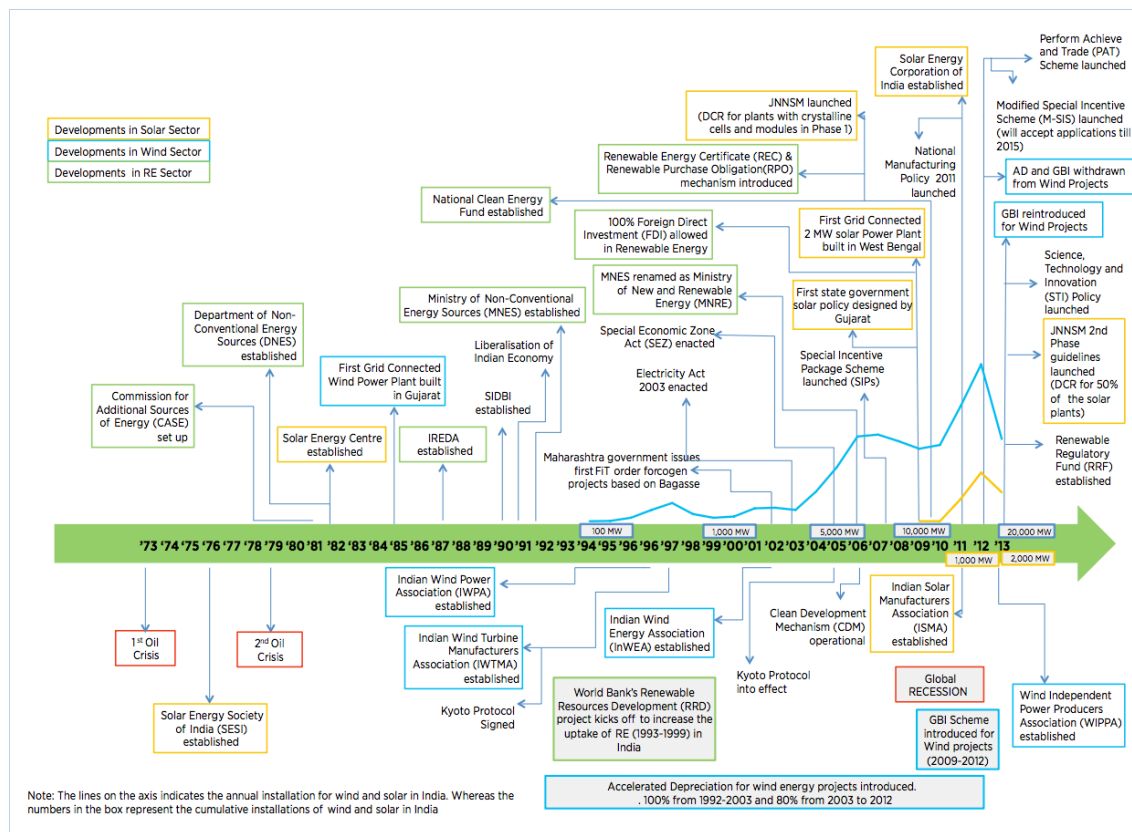 Perform Achieve
and Trade (PAT)
Scheme launched
Solar Energy
Corporation of
India established
JNNSM launched
(DCR for plants with crystalline
cells and modules in Phase 1)
Modified Special Incentive
Scheme (M-SIS) launched
(will accept applications till
2015)
Developments in Solar Sector
Developments in Wind Sector
Developments in RE Sector
National
Manufacturing
Policy 2011
launched
Renewable Energy Certificate (REC) &
Renewable Purchase Obligation(RPO)
mechanism introduced
AD and GBI withdrawn
from Wind Projects
National Clean Energy
Fund established
100% Foreign Direct
Investment (FDI) allowed
in Renewable Energy
First Grid Connected
2 MW solar Power Plant
built in West Bengal
GBI reintroduced
for Wind Projects
Science,
Technology and
Innovation
(STI) Policy
launched
Ministry of Non-Conventional
Energy Sources (MNES) established
MNES renamed as Ministry
of New and Renewable
Energy (MNRE)
First state government
solar policy designed by
Gujarat
Department of Non-
Conventional Energy
Sources (DNES)
established
Liberalisation of
Indian Economy
Special Economic Zone
Act (SEZ) enacted
JNNSM 2nd
Phase
guidelines
launched
(DCR for 50%
of the solar
plants)
First Grid Connected
Wind Power Plant built
in Gujarat
Special Incentive
Package Scheme
launched (SIPs)
Electricity Act
2003 enacted
Commission for
Additional Sources
of Energy (CASE)
set up
SIDBI
established
Solar Energy Centre
established
IREDA
established
Renewable
Regulatory
Fund (RRF)
established
Maharashtra government issues
first FiT order forcogen
projects based on Bagasse
100 MW
1,000 MW
5,000 MW
10,000 MW
20,000 MW
'73 '74 '75 '76 '77 '78 '79 '80 '81 '82 '83 '84 '85 '86 '87 '88 '89 '90 '91 '92 '93 '94 '95 '96 '96 '97 '98 '99 '00 '01 '02 '03 '04 '05 '06 '07 '08 '09 '10 '11 '12 '13
1,000 MW
2,000 MW
Indian Wind Power
Association (IWPA)
established
Indian Wind
Energy Association
(InWEA) established
Clean Development
Mechanism (CDM)
operational
Indian Solar
Manufacturers
Association
(ISMA)
established
1st Oil
Crisis
2nd Oil
Crisis
Indian Wind Turbine
Manufacturers
Association (IWTMA)
established
Kyoto Protocol
into effect
Global
RECESSION
Kyoto Protocol
Signed
World Bank's Renewable
Resources Development (RRD)
project kicks off to increase the
uptake of RE (1993-1999) in
India
Solar Energy Society
of India (SESI)
established
Wind Independent
Power Producers
Association (WIPPA)
established
GBI Scheme
introduced for
Wind projects
(2009-2012)
Accelerated Depreciation for wind energy projects introduced.
. 100% from 1992-2003 and 80% from 2003 to 2012
Note: The lines on the axis indicates the annual installation for wind and solar in India. Whereas the
numbers in the box represent the cumulative installations of wind and solar in India